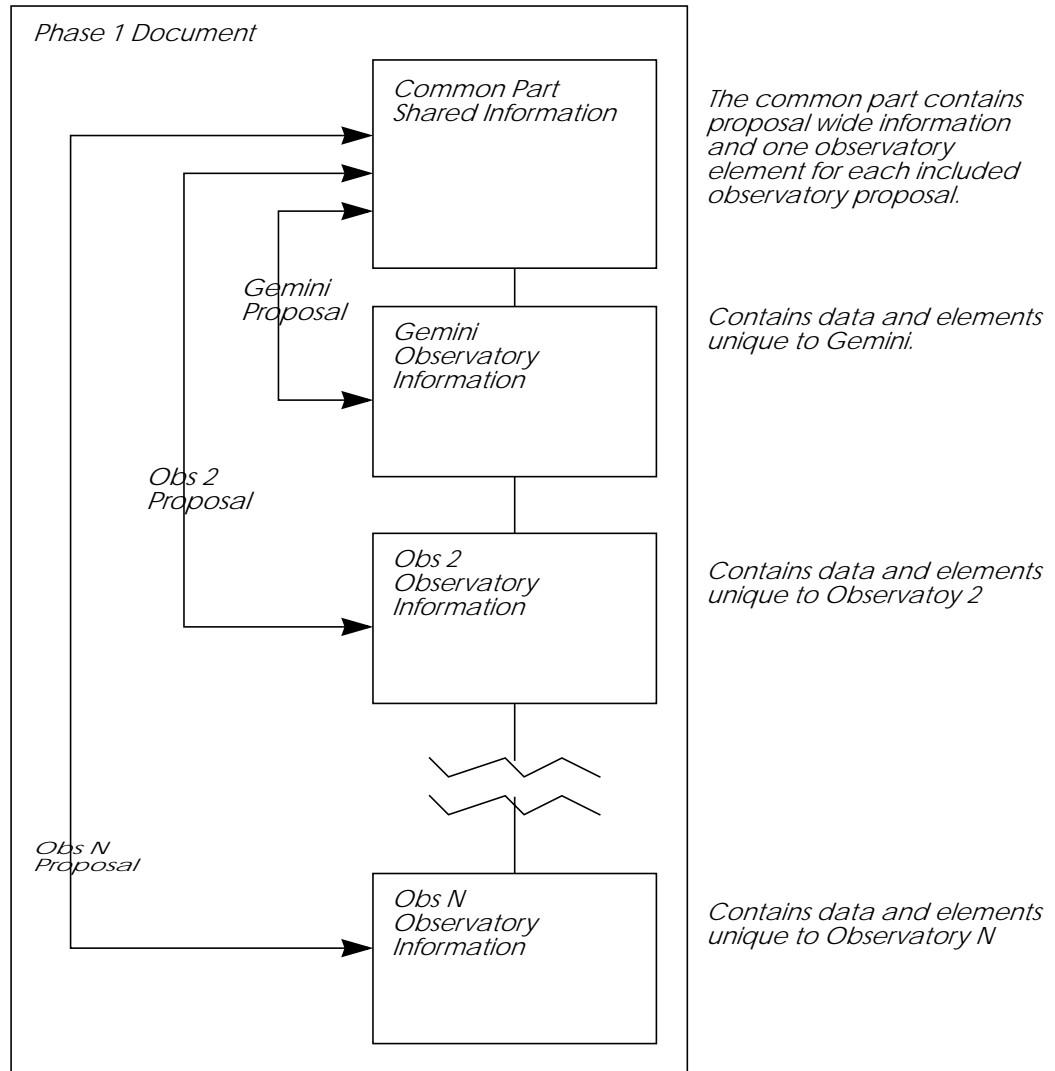 Phase 1 Document
Common Part
Shared Information
The common part contains
proposal wide information
and one observatory
element for each included
observatory proposal.
Gemini
Proposal
Gemini
Observatory
Information
Contains data and elements
unique to Gemini.
Obs 2
Proposal
Obs 2
Observatory
Information
Contains data and elements
unique to Observatoy 2
Obs N
Proposal
Obs N
Observatory
Information
Contains data and elements
unique to Observatory N